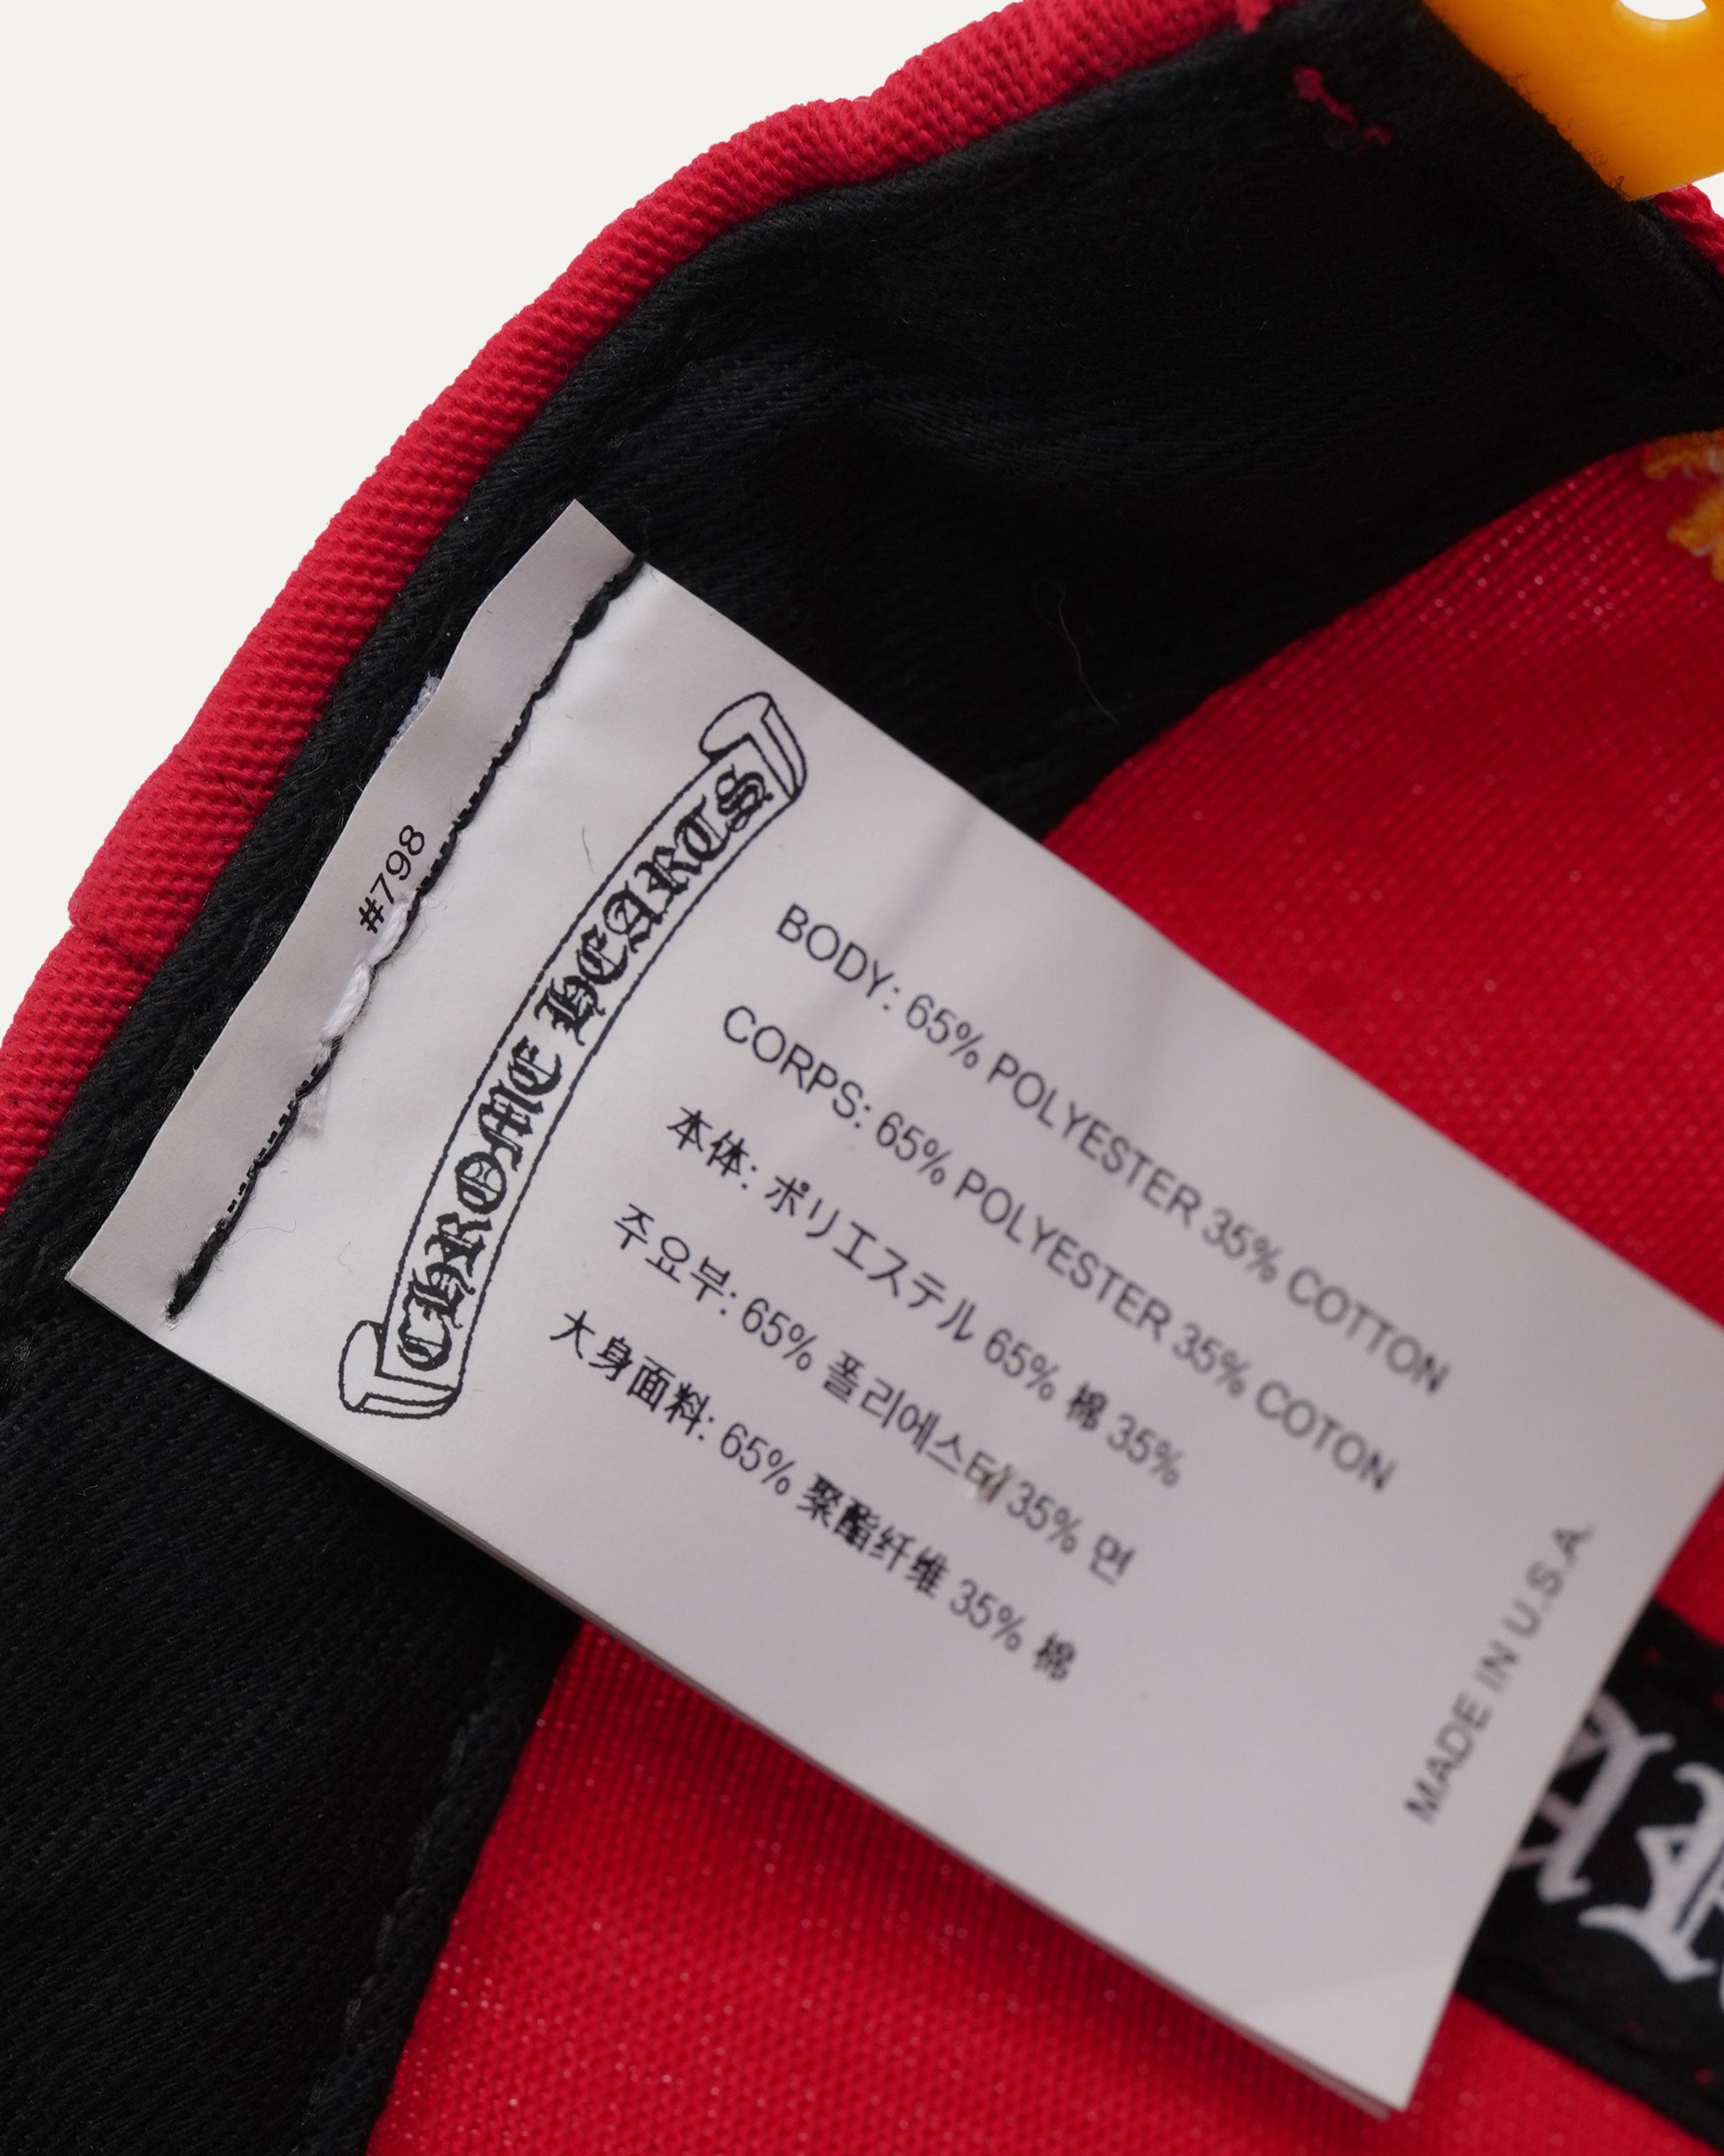 #798
CHROME HEARTS
BODY: 65% POLYESTER 35% COTTON
CORPS: 65% POLYESTER 35% COTON
本体: ポリエステル 65% 棉 35%
주요부: 65% 폴리에스터 35% 면
大身面料: 65% 聚酯纤维 35% 棉
MADE IN U.S.A.